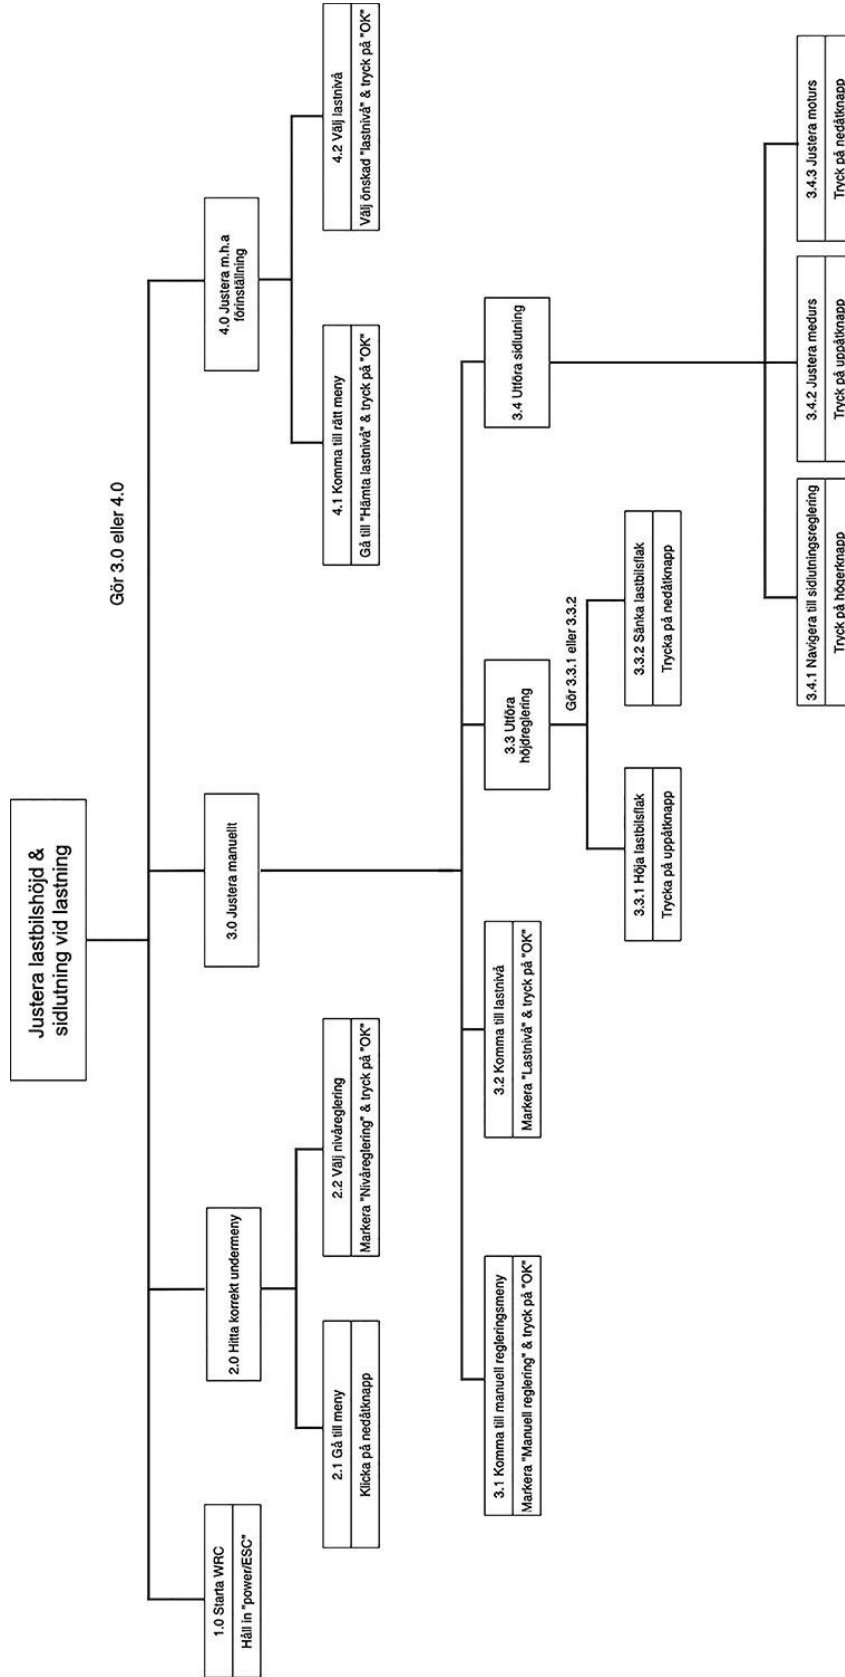 Justera lastbilshöjd &
sidlutning vid lastning
Gör 3.0 eller 4.0
1.0 Starta WRC
Håll in "power/ESC"
2.0 Hitta korrekt undermeny
3.0 Justera manuellt
4.0 Justera m.h.a
förinställning
2.1 Gå till meny
Klicka på nedåtknapp
2.2 Välj nivåreglering
Markera "Nivåreglering" & tryck på "OK"
4.1 Komma till rätt meny
Gå till "Hämta lastnivå" & tryck på "OK"
4.2 Välj lastnivå
Välj önskad "lastnivå" & tryck på "OK"
3.1 Komma till manuell regleringsmeny
Markera "Manuell reglering" & tryck på "OK"
3.2 Komma till lastnivå
Markera "Lastnivå" & tryck på "OK"
3.3 Utföra
höjdreglering
3.4 Utföra sidlutning
Gör 3.3.1 eller 3.3.2
3.3.1 Höja lastbilsflak
Trycka på uppåtknapp
3.3.2 Sänka lastbilsflak
Trycka på nedåtknapp
3.4.1 Navigera till sidlutningsreglering
Tryck på högerknapp
3.4.2 Justera medurs
Tryck på uppåtknapp
3.4.3 Justera moturs
Tryck på nedåtknapp